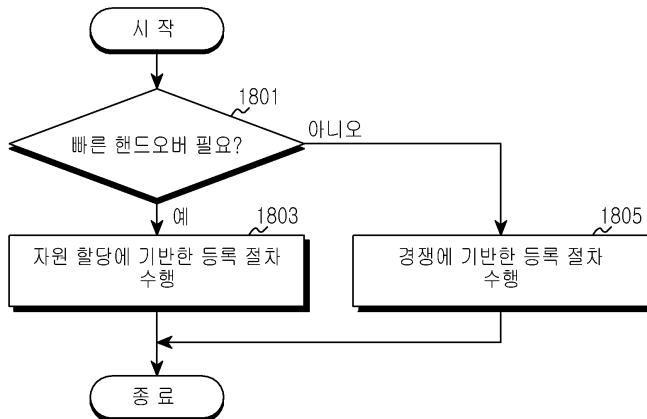 시 작
1801
빠른 핸드오버 필요?
아니오
예
1803
자원 할당에 기반한 등록 절차
수행
1805
경쟁에 기반한 등록 절차
수행
종 료